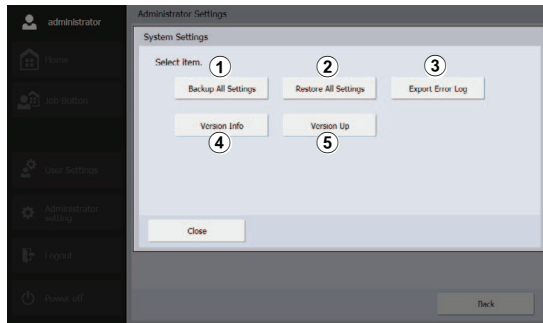 administrator
Administrator Settings
System Settings
Home
Select item.
1
2
3
Backup All Settings
Restore All Settings
Export Error Log
Job Button
Version Info
Version Up
4
5
User Settings
Administrator
setting
Close
Logout
Power off
Back